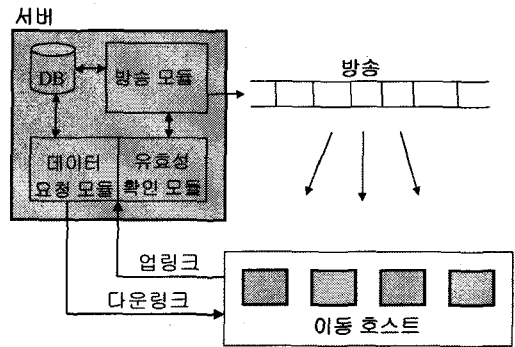 서버
DB
방송 모듈
방송
데이터
요청 모듈
유효성
확인 모듈
업링크
다운링크
이동 호스트